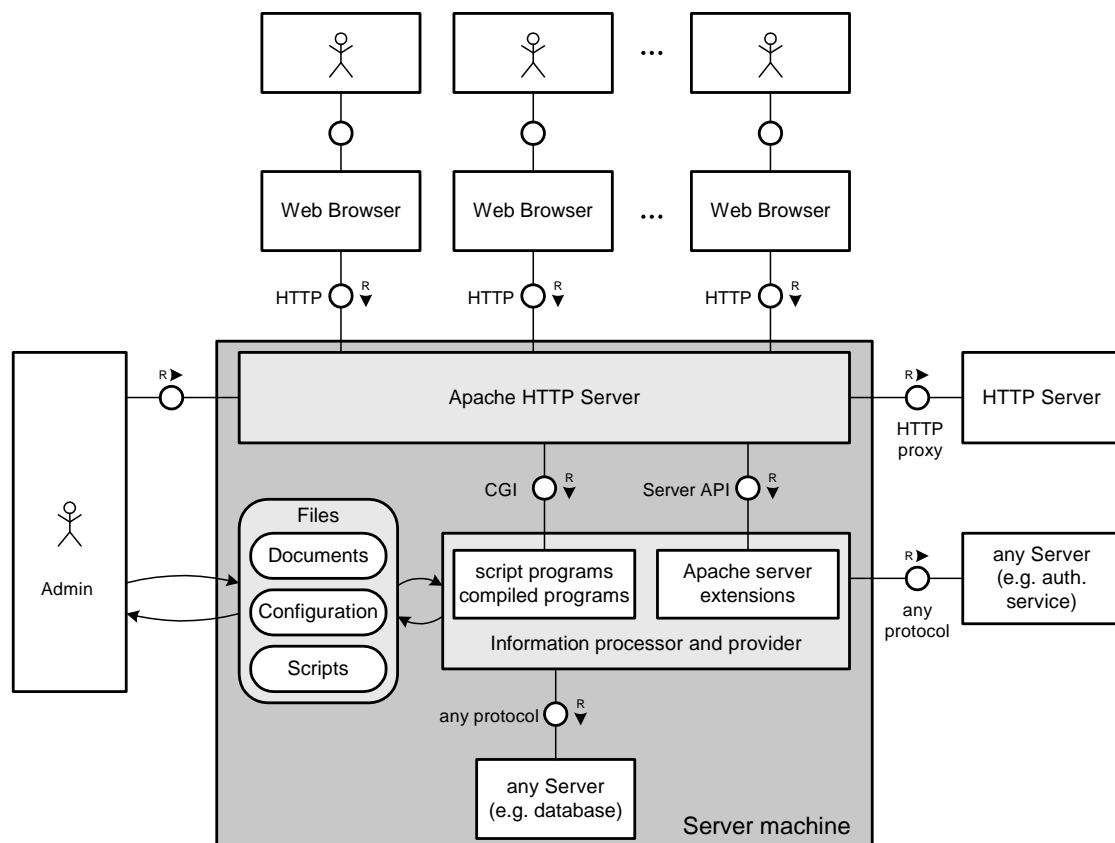 ...
Web Browser
Web Browser
...
Web Browser
HTTP
R
HTTP
R
HTTP
R
R
Apache HTTP Server
R
HTTP Server
HTTP
proxy
CGI
R
Server API
R
Files
Documents
Configuration
Scripts
Admin
script programs
compiled programs
Apache server
extensions
Information processor and provider
R
any Server
(e.g. auth.
service)
any
protocol
any protocol
R
any Server
(e.g. database)
Server machine